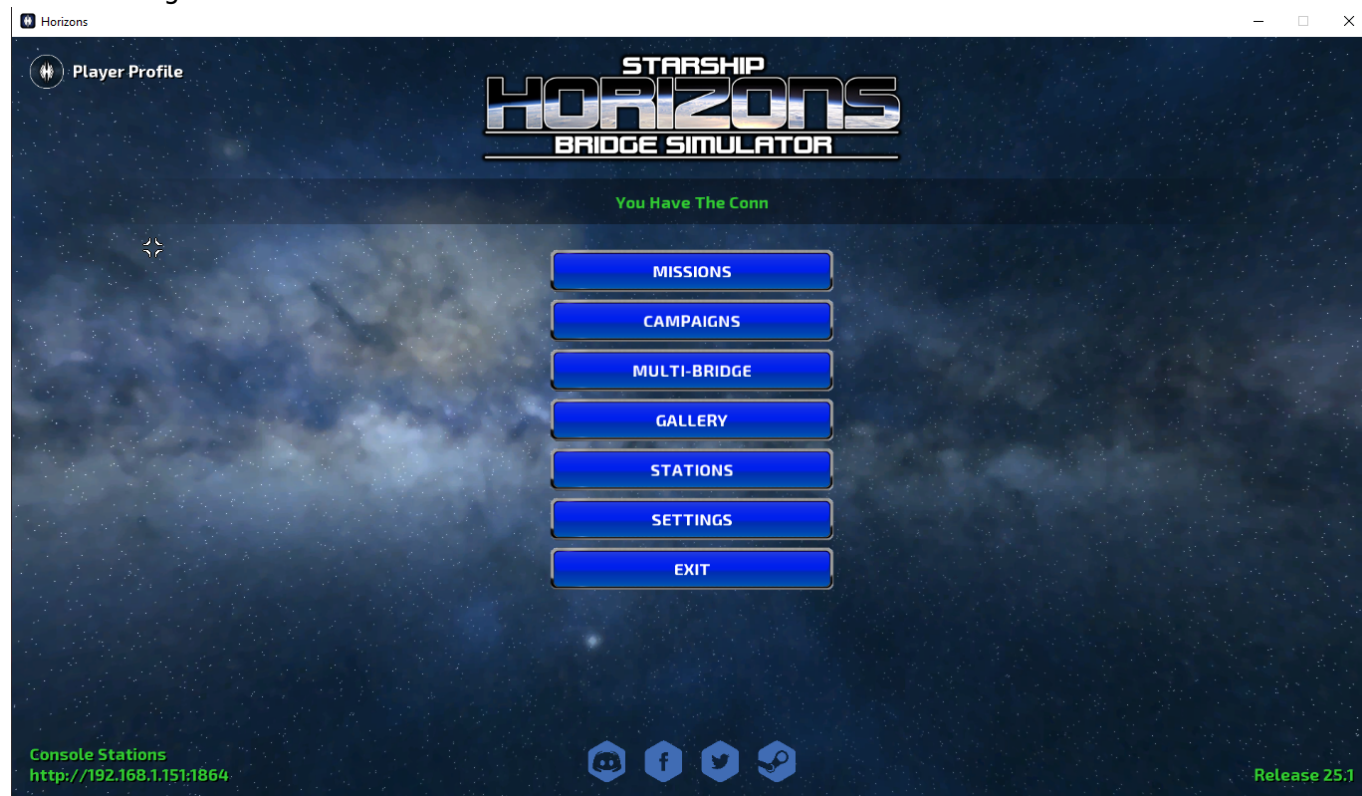 Horizons
Player Profile
STARSHIP
HORIZONS
BRIDGE SIMULATOR
You Have The Conn
MISSIONS
CAMPAIGNS
MULTI-BRIDGE
GALLERY
STATIONS
SETTINGS
EXIT
Console Stations
http://192.168.1.151:1864
Release 25.1